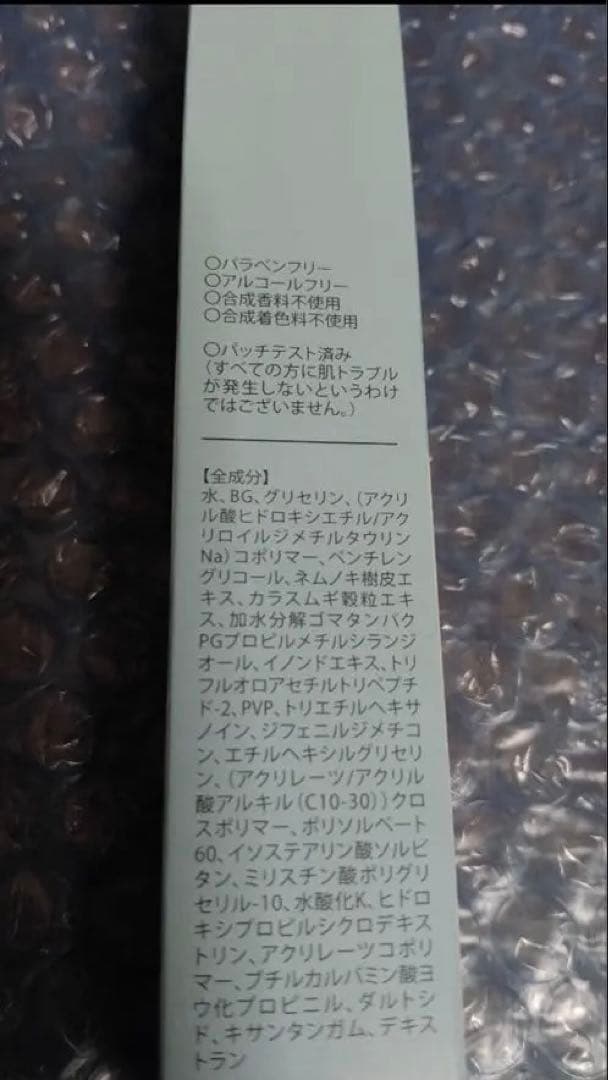 ○パラベンフリー
○アルコールフリー
○合成香料不使用
○合成着色料不使用
○パッチテスト済み
(すべての方に肌トラブル
が発生しないというわけ
ではございません。)
【全成分】
水、BG、グリセリン、(アクリ
ル酸ヒドロキシエチル/アク
リロイルジメチルタウリン
Na)コポリマー、ペンチレン
グリコール、ネムノキ樹皮エ
キス、カラスムギ穀粒エキ
ス、加水分解ゴマタンパク
PGプロピルメチルシランジ
オール、イノンドエキス、トリ
フルオロアセチルトリペプチ
ド-2、PVP、トリエチルヘキサ
ノイン、ジフェニルジメチコ
ン、エチルヘキシルグリセリ
ン、(アクリレーツ/アクリル
酸アルキル(C10-30))クロ
スポリマー、ポリソルベート
60、イソステアリン酸ソルビ
タン、ミリスチン酸ポリグリ
セリル-10、水酸化K、ヒドロ
キシプロピルシクロデキス
トリン、アクリレーツコポリ
マー、ブチルカルバミン酸ヨ
ウ化プロピニル、ダルトシ
ド、キサンタンガム、デキス
トラン